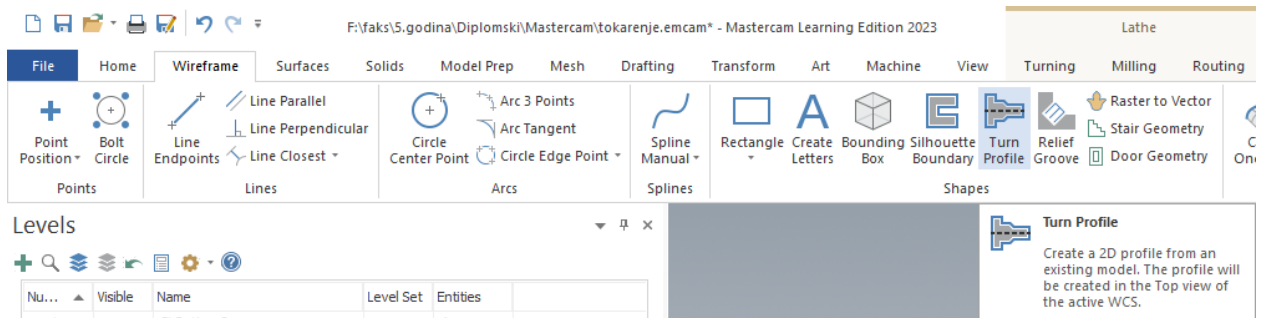 F:\faks\5.godina\Diplomski\Mastercam\tokarenje.emcam* - Mastercam Learning Edition 2023
Lathe
File Home Wireframe Surfaces Solids Model Prep Mesh Drafting Transform Art Machine View Turning Milling Routing
Point Position
Bolt Circle
Line Endpoints
Line Parallel
Line Perpendicular
Line Closest
Circle Center Point
Arc 3 Points
Arc Tangent
Circle Edge Point
Spline Manual
Rectangle
Create Letters
Bounding Box
Silhouette Boundary
Turn Profile
Relief Groove
Raster to Vector
Stair Geometry
Door Geometry
Points Lines Arcs Splines Shapes
Levels
Nu... Visible Name Level Set Entities
Turn Profile
Create a 2D profile from an
existing model. The profile will
be created in the Top view of
the active WCS.